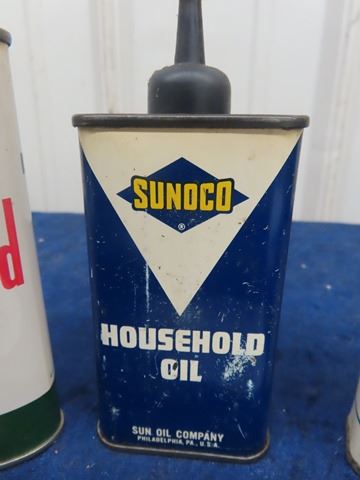 SUNOCO
®
HOUSEHOLD
OIL
SUN OIL COMPANY
PHILADELPHIA, PA., U.S.A.
d